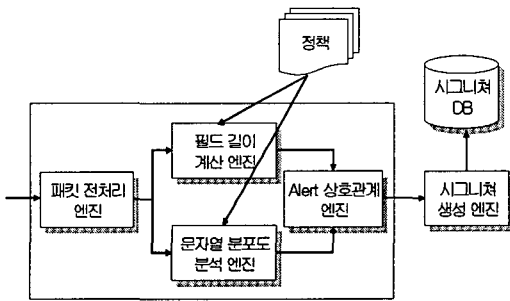 정책
시그니쳐
DB
필드 길이
계산 엔진
패킷 전처리
엔진
Alert 상호관계
엔진
시그니쳐
생성 엔진
문자열 분포도
분석 엔진